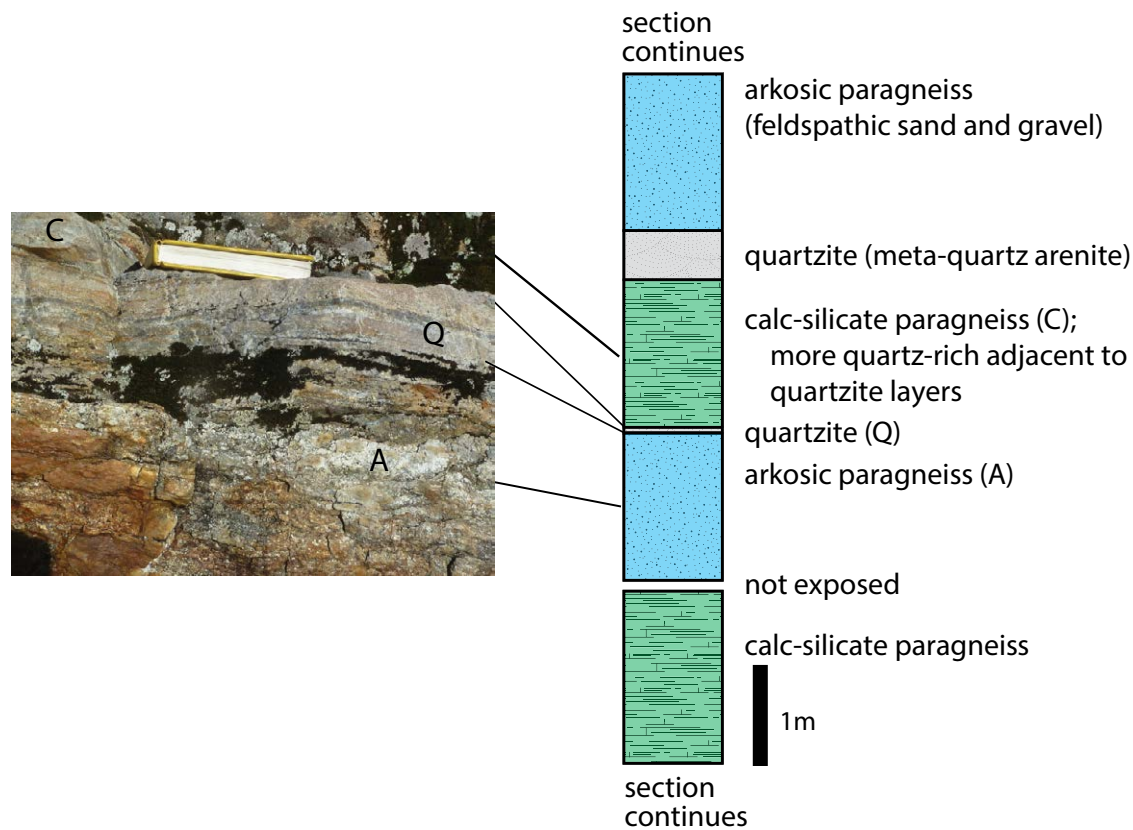 section
continues
arkosic paragneiss
(feldspathic sand and gravel)
quartzite (meta-quartz arenite)
calc-silicate paragneiss (C);
more quartz-rich adjacent to
quartzite layers
quartzite (Q)
arkosic paragneiss (A)
not exposed
calc-silicate paragneiss
1m
section
continues
C
Q
A